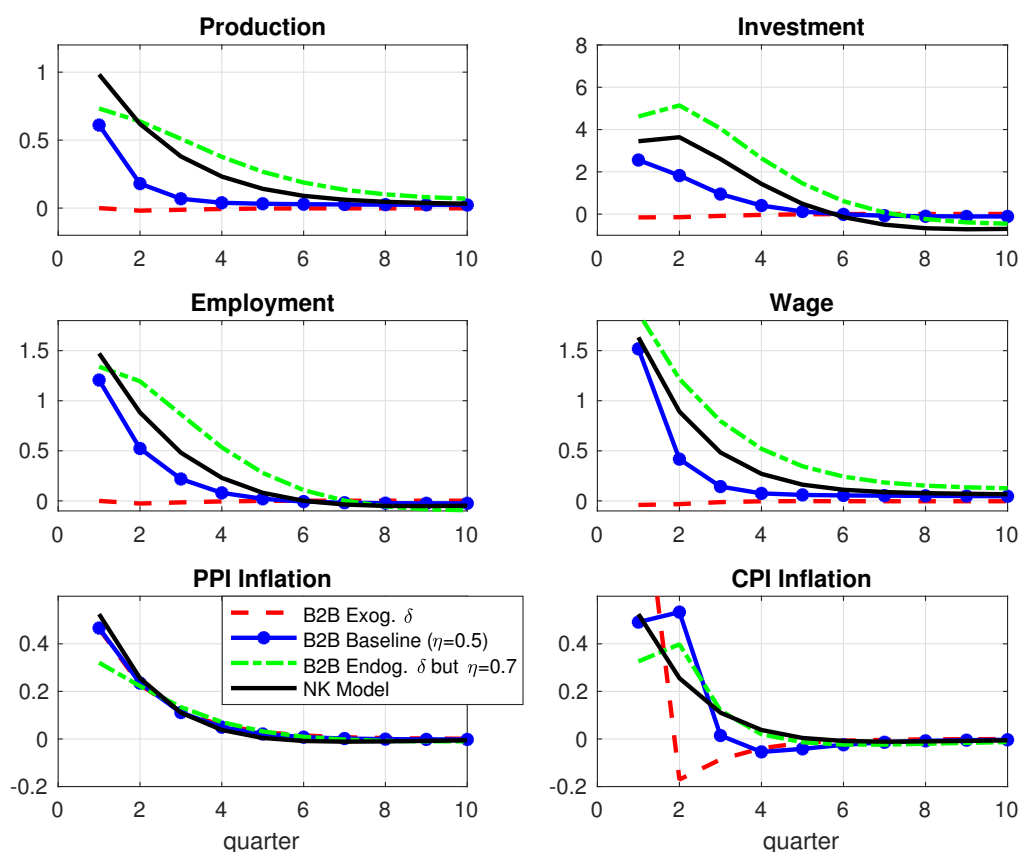 Production
1
0.5
0
0 2 4 6 8 10
Investment
8
6
4
2
0
0 2 4 6 8 10
Employment
1.5
1
0.5
0
0 2 4 6 8 10
Wage
1.5
1
0.5
0
0 2 4 6 8 10
PPI Inflation
0.4
0.2
0
-0.2
0 2 4 6 8 10
quarter
B2B Exog. δ
B2B Baseline (η=0.5)
B2B Endog. δ but η=0.7
NK Model
CPI Inflation
0.4
0.2
0
-0.2
0 2 4 6 8 10
quarter